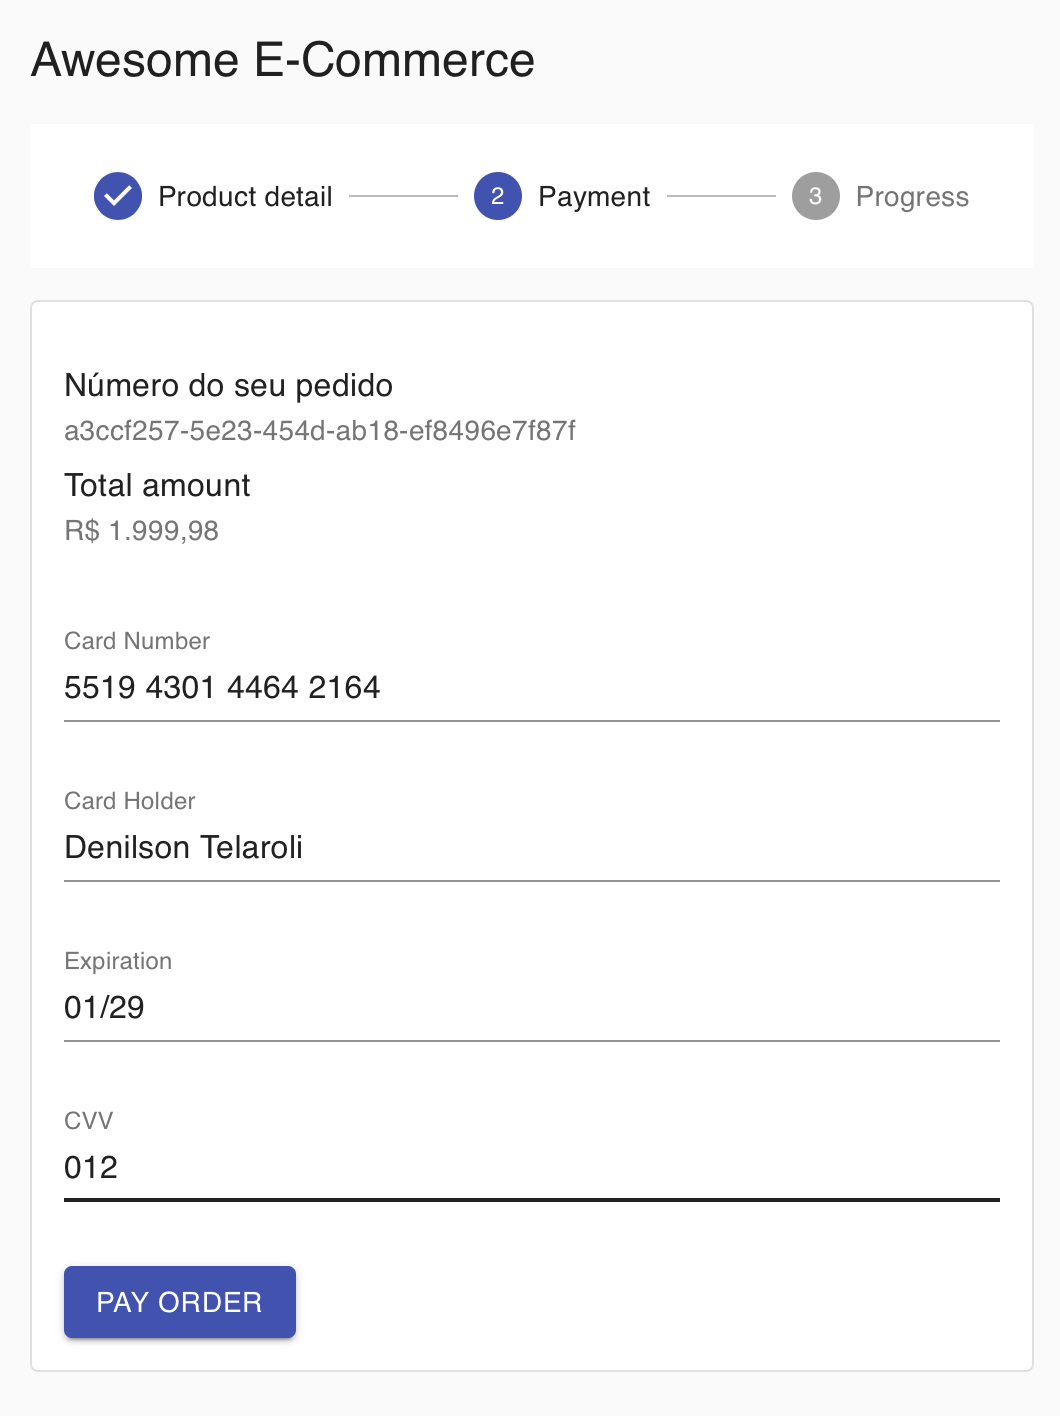 Awesome E-Commerce
Product detail 2 Payment 3 Progress
Número do seu pedido
a3ccf257-5e23-454d-ab18-ef8496e7f87f
Total amount
R$ 1.999,98
Card Number
5519 4301 4464 2164
Card Holder
Denilson Telaroli
Expiration
01/29
CVV
012
PAY ORDER